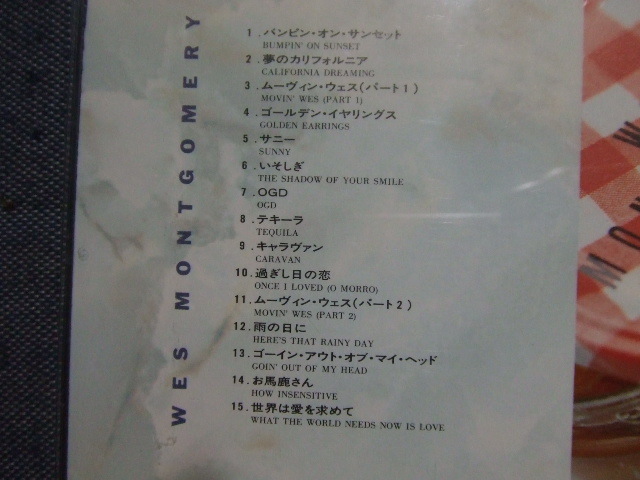 WES MONTGOMERY
1. バンピン・オン・サンセット
BUMPIN' ON SUNSET
2. 夢のカリフォルニア
CALIFORNIA DREAMING
3. ムーヴィン・ウェス(パート1)
MOVIN' WES (PART 1)
4. ゴールデン・イヤリングス
GOLDEN EARRINGS
5. サニー
SUNNY
6. いそしぎ
THE SHADOW OF YOUR SMILE
7. OGD
OGD
8. テキーラ
TEQUILA
9. キャラヴァン
CARAVAN
10. 過ぎし日の恋
ONCE I LOVED (O MORRO)
11. ムーヴィン・ウェス(パート2)
MOVIN' WES (PART 2)
12. 雨の日に
HERE'S THAT RAINY DAY
13. ゴーイン・アウト・オブ・マイ・ヘッド
GOIN' OUT OF MY HEAD
14. お馬鹿さん
HOW INSENSITIVE
15. 世界は愛を求めて
WHAT THE WORLD NEEDS NOW IS LOVE
W
MON